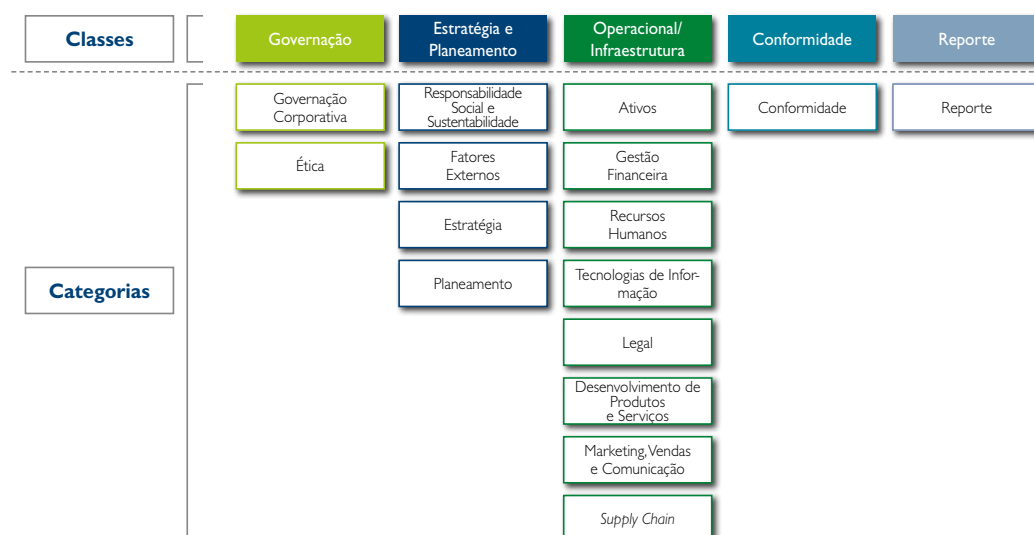 Classes
Governação
Estratégia e
Planeamento
Operacional/
Infraestrutura
Conformidade
Reporte
Categorias
Governação
Corporativa
Ética
Responsabilidade
Social e
Sustentabilidade
Fatores
Externos
Estratégia
Planeamento
Ativos
Gestão
Financeira
Recursos
Humanos
Tecnologias de Infor-
mação
Legal
Desenvolvimento de
Produtos
e Serviços
Marketing, Vendas
e Comunicação
Supply Chain
Conformidade
Reporte